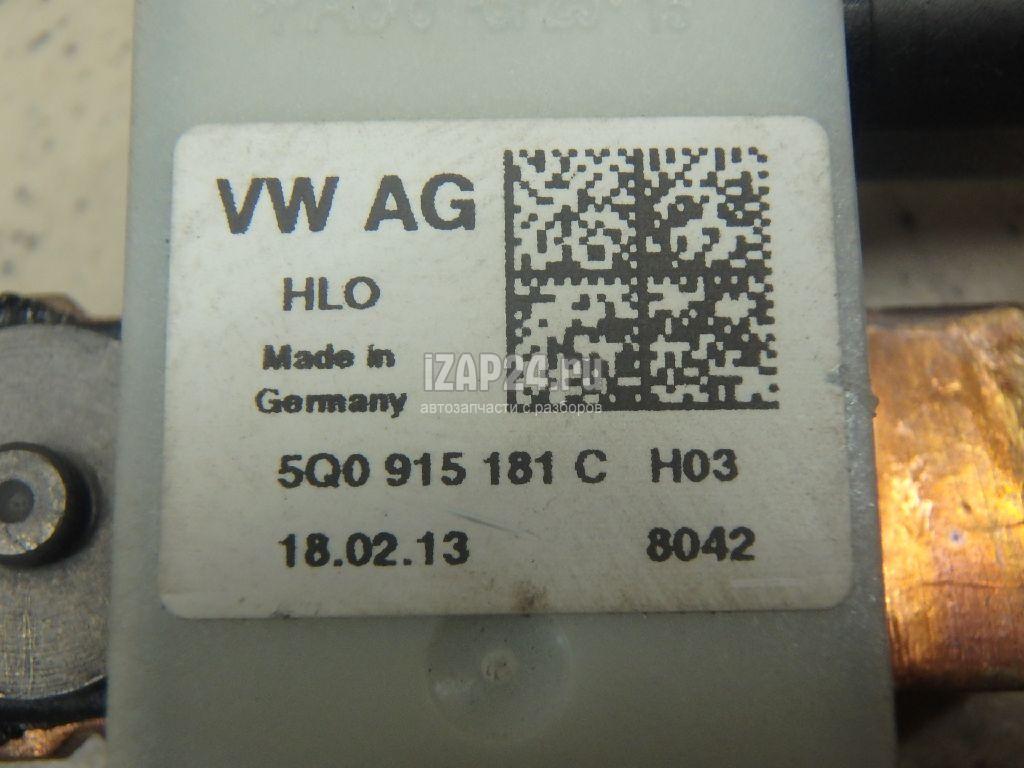 VW AG
HLO
Made in
Germany
iZAP24.ru
автозапчасти с разборов
5Q0 915 181 C H03
18.02.13 8042